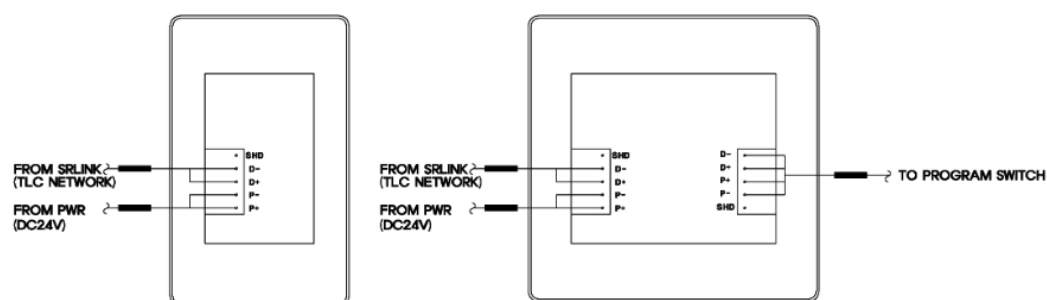 SHD
FROM SRLINK
(TLC NETWORK)
D-
D+
P-
FROM PWR
(DC24V)
P+
SHD
FROM SRLINK
(TLC NETWORK)
D-
D+
P-
FROM PWR
(DC24V)
P+
D-
D+
P+
P-
SHD
TO PROGRAM SWITCH